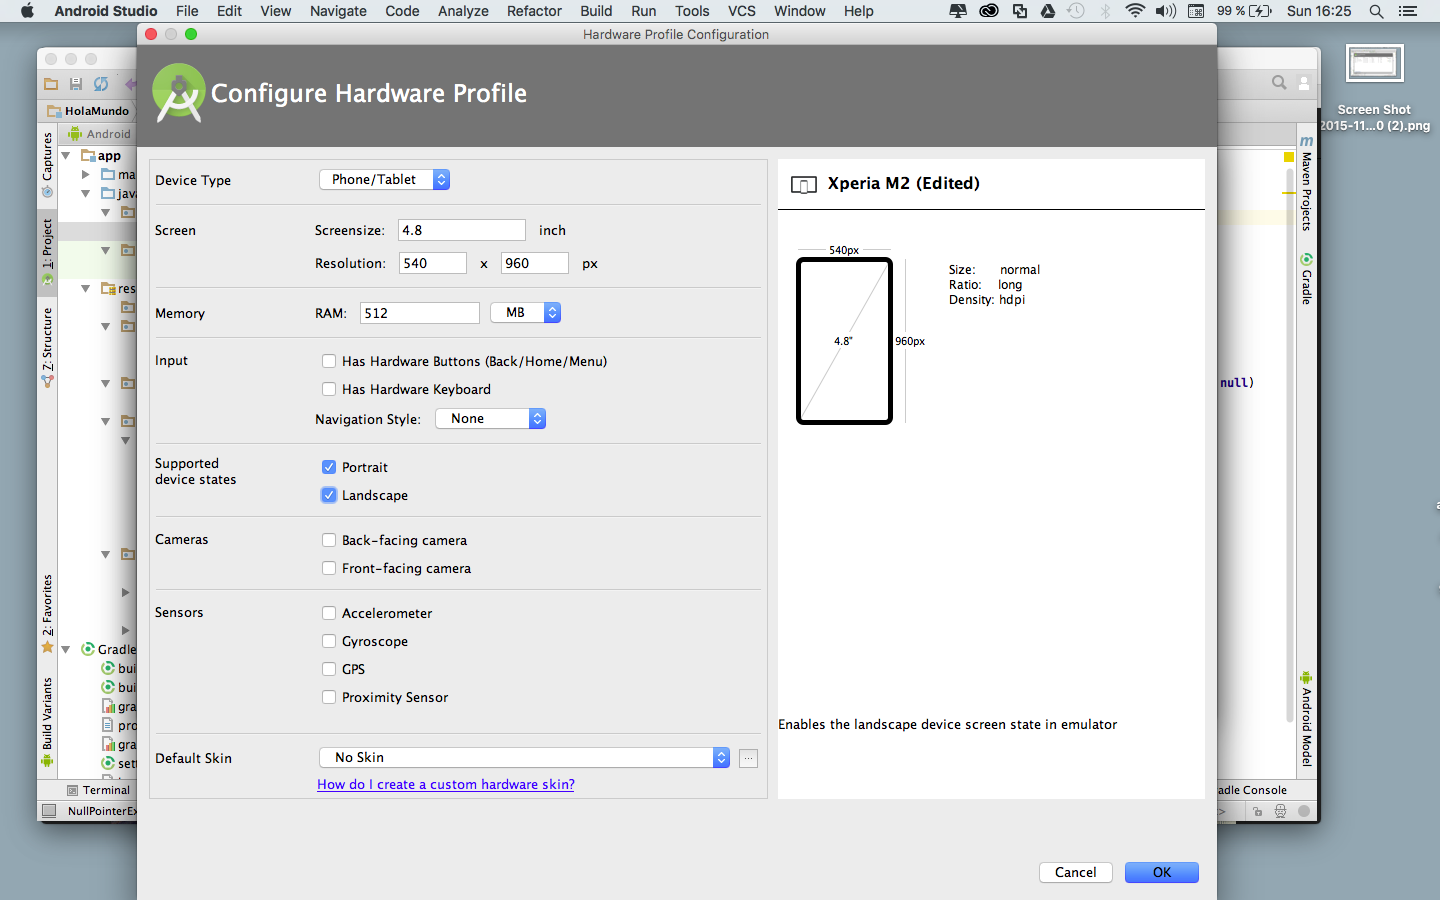 Android Studio File Edit View Navigate Code Analyze Refactor Build Run Tools VCS Window Help 99 % Sun 16:25
Hardware Profile Configuration
Configure Hardware Profile
Device Type Phone/Tablet
Screen Screensize: 4.8 inch
Resolution: 540 x 960 px
Memory RAM: 512 MB
Input Has Hardware Buttons (Back/Home/Menu)
Has Hardware Keyboard
Navigation Style: None
Supported
device states
Portrait
Landscape
Cameras Back-facing camera
Front-facing camera
Sensors Accelerometer
Gyroscope
GPS
Proximity Sensor
Default Skin No Skin ...
How do I create a custom hardware skin?
Xperia M2 (Edited)
540px
4.8"
960px
Size: normal
Ratio: long
Density: hdpi
Enables the landscape device screen state in emulator
Cancel OK
HolaMundo
Android
app
ma
java
res
Gradle
bui
bui
gra
pro
gra
sett
Captures
1: Project
7: Structure
2: Favorites
Build Variants
Terminal
NullPointerEx
null)
m Maven Projects
Gradle
Android Model
adle Console
Screen Shot
2015-11...0 (2).png